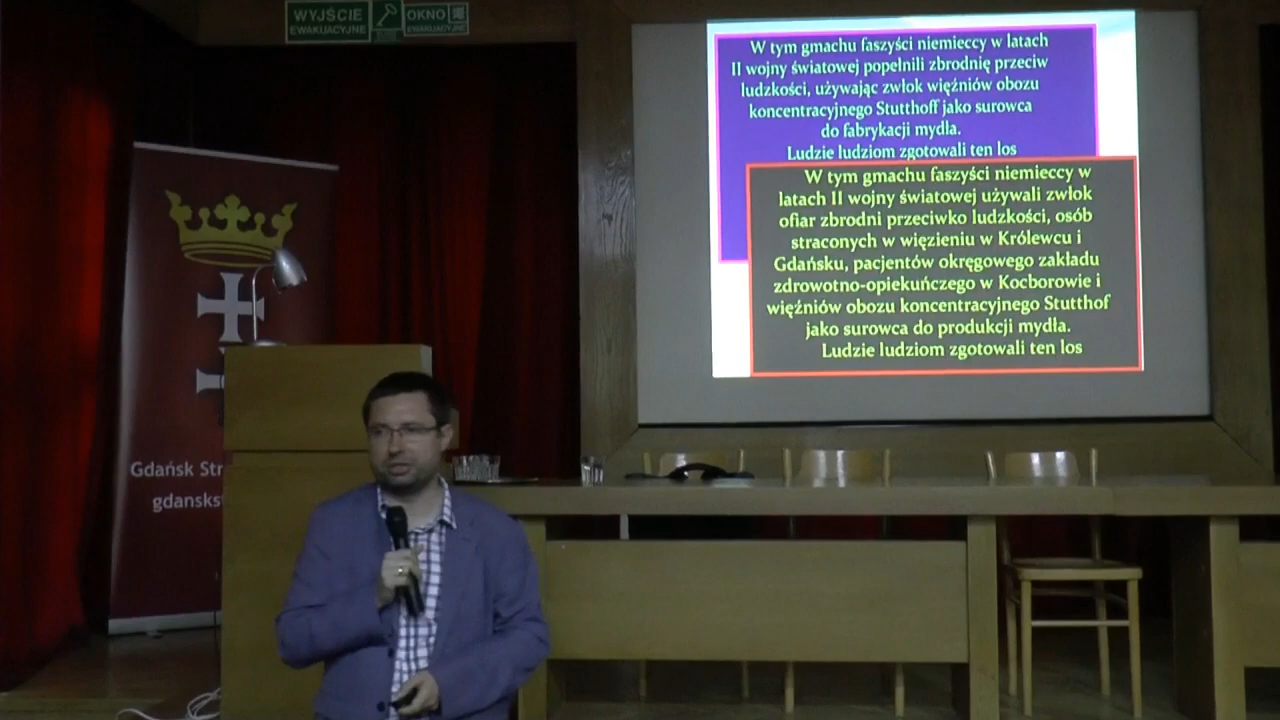 WYJŚCIE
EWAKUACYJNE
OKNO
EWAKUACYJNE
W tym gmachu faszyści niemieccy w latach
II wojny światowej popełnili zbrodnię przeciw
ludzkości, używając zwłok więźniów obozu
koncentracyjnego Stutthoff jako surowca
do fabrykacji mydła.
Ludzie ludziom zgotowali ten los
W tym gmachu faszyści niemieccy w
latach II wojny światowej używali zwłok
ofiar zbrodni przeciwko ludzkości, osób
straconych w więzieniu w Królewcu i
Gdańsku, pacjentów okręgowego zakładu
zdrowotno-opiekuńczego w Kocborowie i
więźniów obozu koncentracyjnego Stutthof
jako surowca do produkcji mydła.
Ludzie ludziom zgotowali ten los
Gdańsk Str
gdanskst